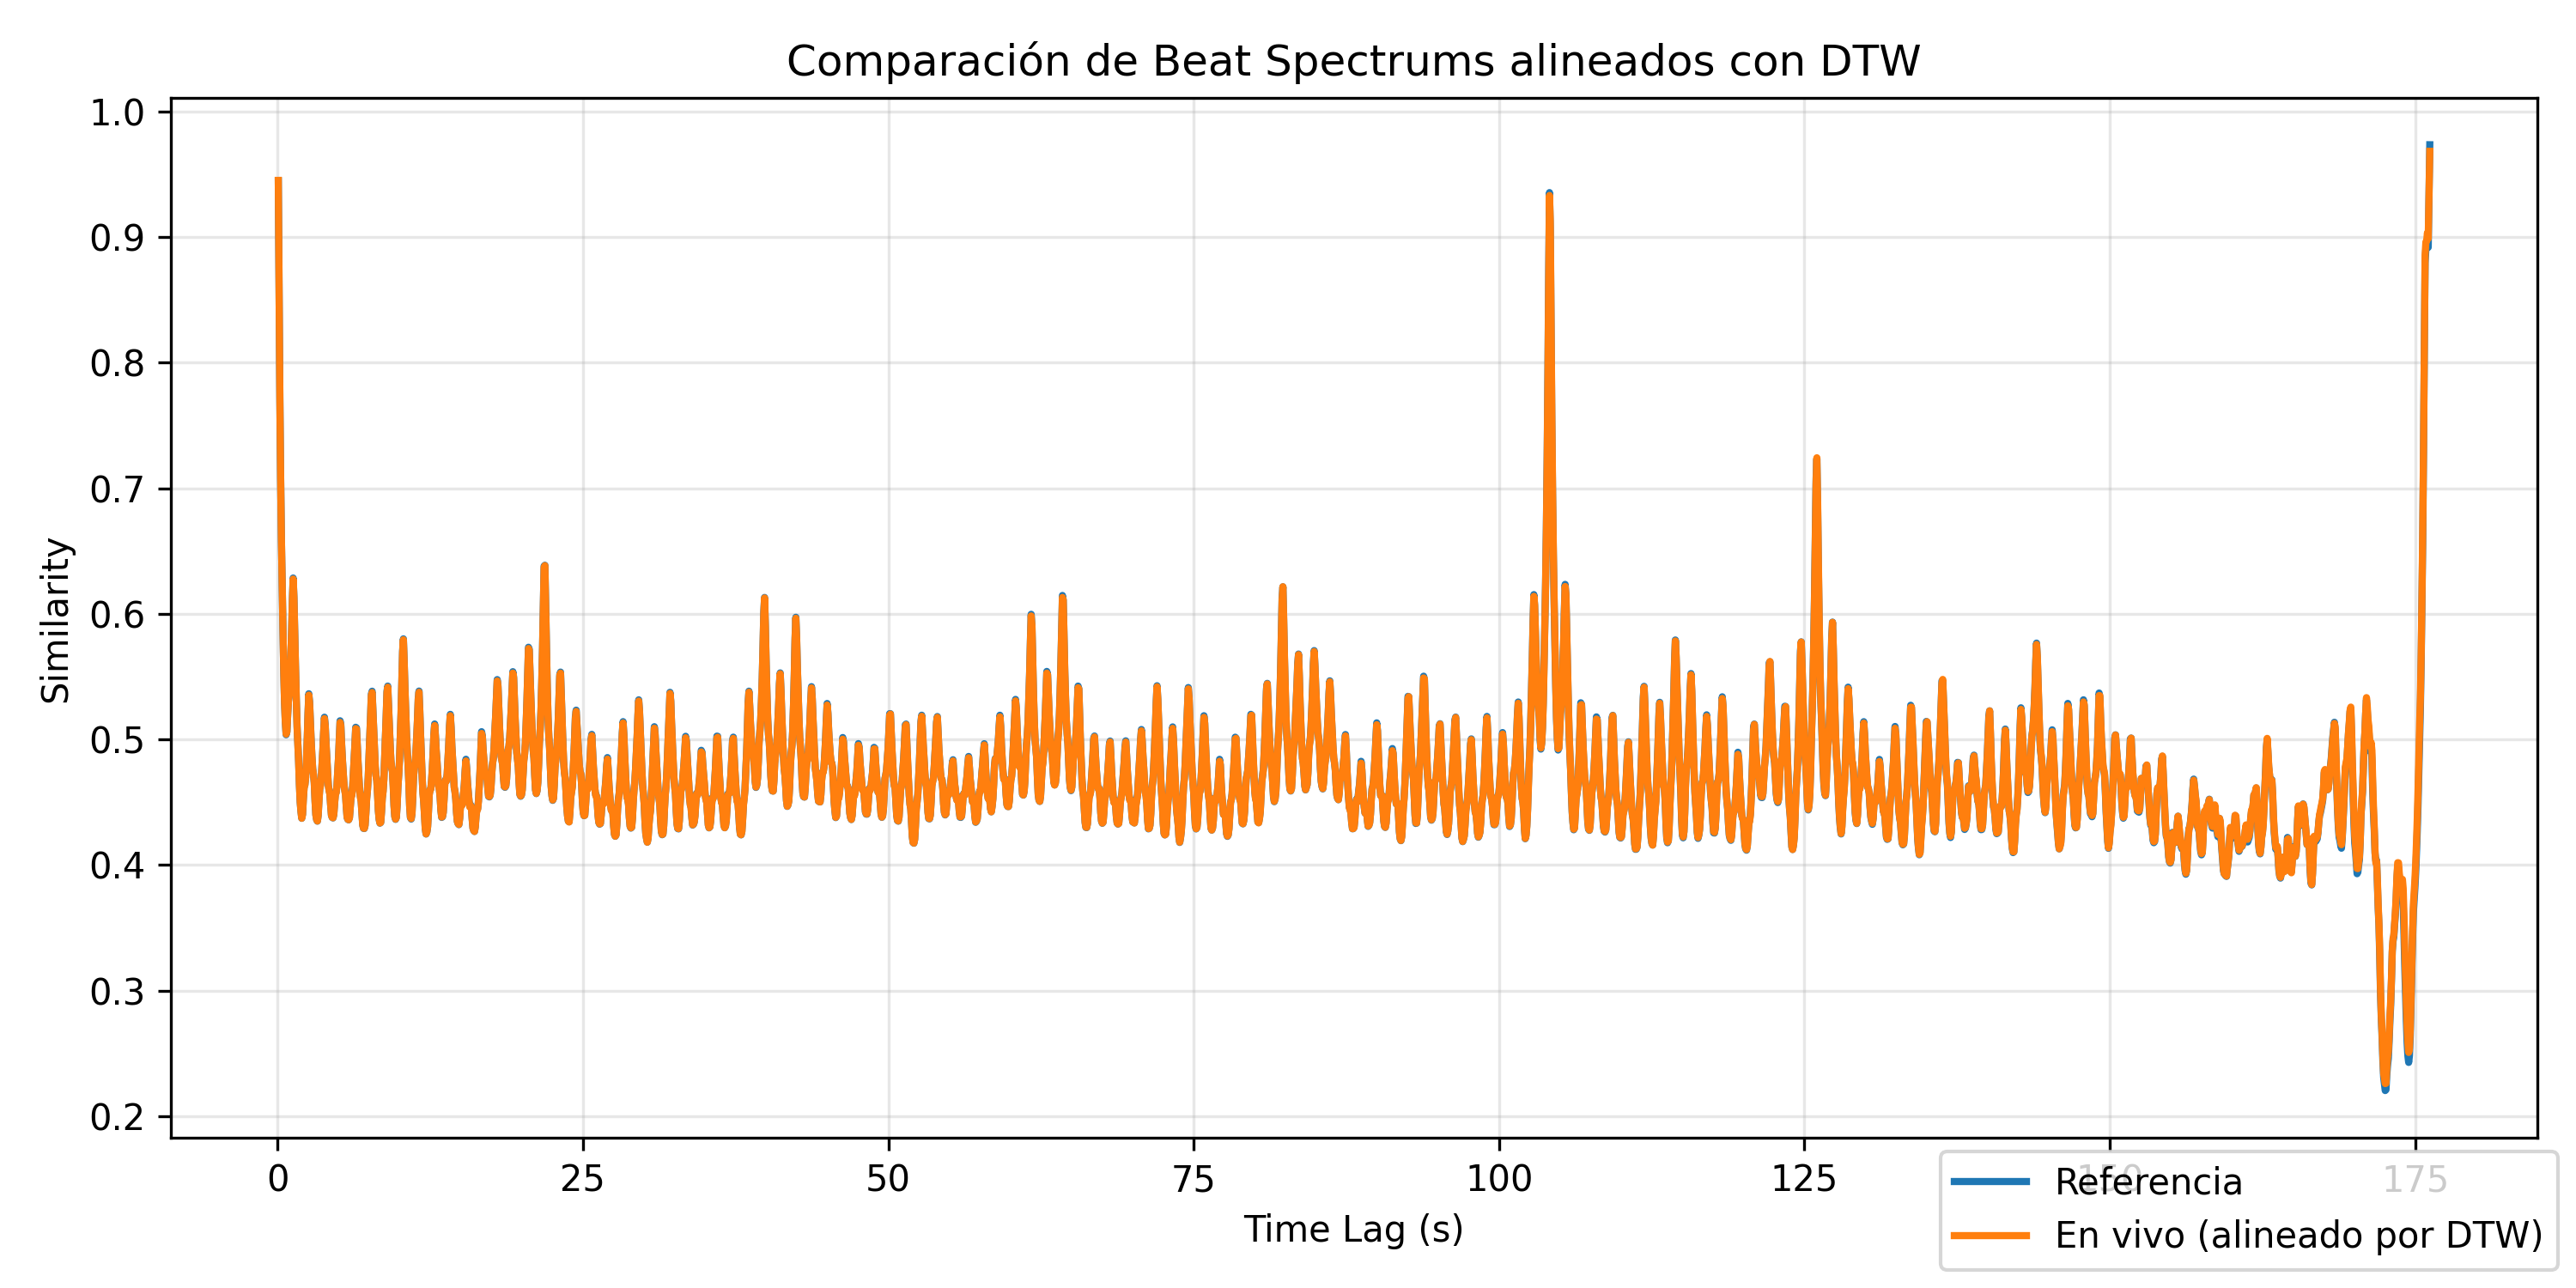 Comparación de Beat Spectrums alineados con DTW
1.0
0.9
0.8
0.7
0.6
0.5
0.4
0.3
0.2
Similarity
0 25 50 75 100 125 150 175
Time Lag (s)
Referencia
En vivo (alineado por DTW)